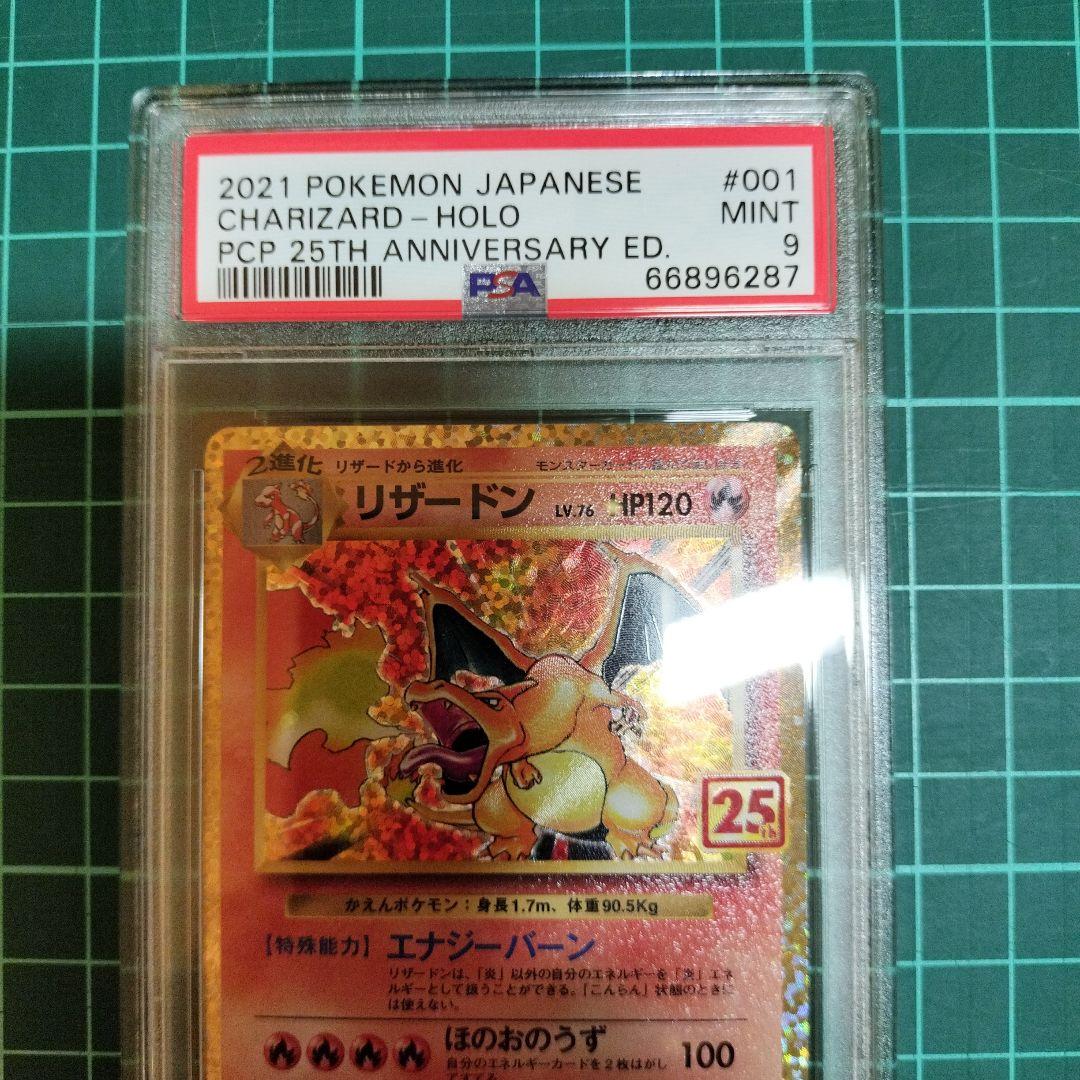 2021 POKEMON JAPANESE #001
CHARIZARD - HOLO MINT
PCP 25TH ANNIVERSARY ED. 9
PSA 66896287
2進化 リザードから進化
リザードン LV.76 HP120
25th
かえんポケモン：身長1.7m、体重90.5Kg
【特殊能力】 エナジーバーン
リザードンは、「炎」以外の自分のエネルギーを「炎」エネ
ルギーとして扱うことができる。「こんらん」状態のときに
は使えない。
ほのおのうず 100
自分のエネルギーカードを2枚はがし